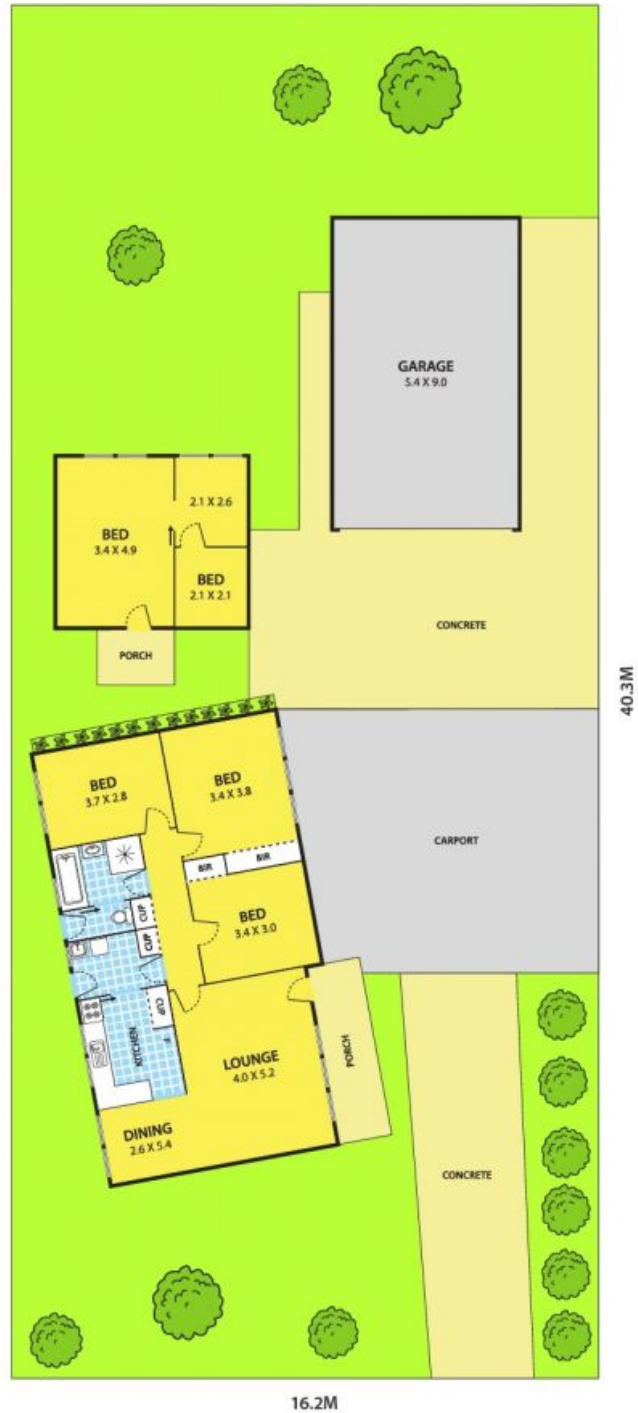 GARAGE
5.4 X 9.0
2.1 X 2.6
BED
3.4 X 4.9
BED
2.1 X 2.1
PORCH
CONCRETE
40.3M
BED
3.7 X 2.8
BED
3.4 X 3.8
CARPORT
BIR
BIR
CUP
BED
3.4 X 3.0
CUP
CUP
F
KITCHEN
LOUNGE
4.0 X 5.2
PORCH
DINING
2.6 X 5.4
CONCRETE
16.2M